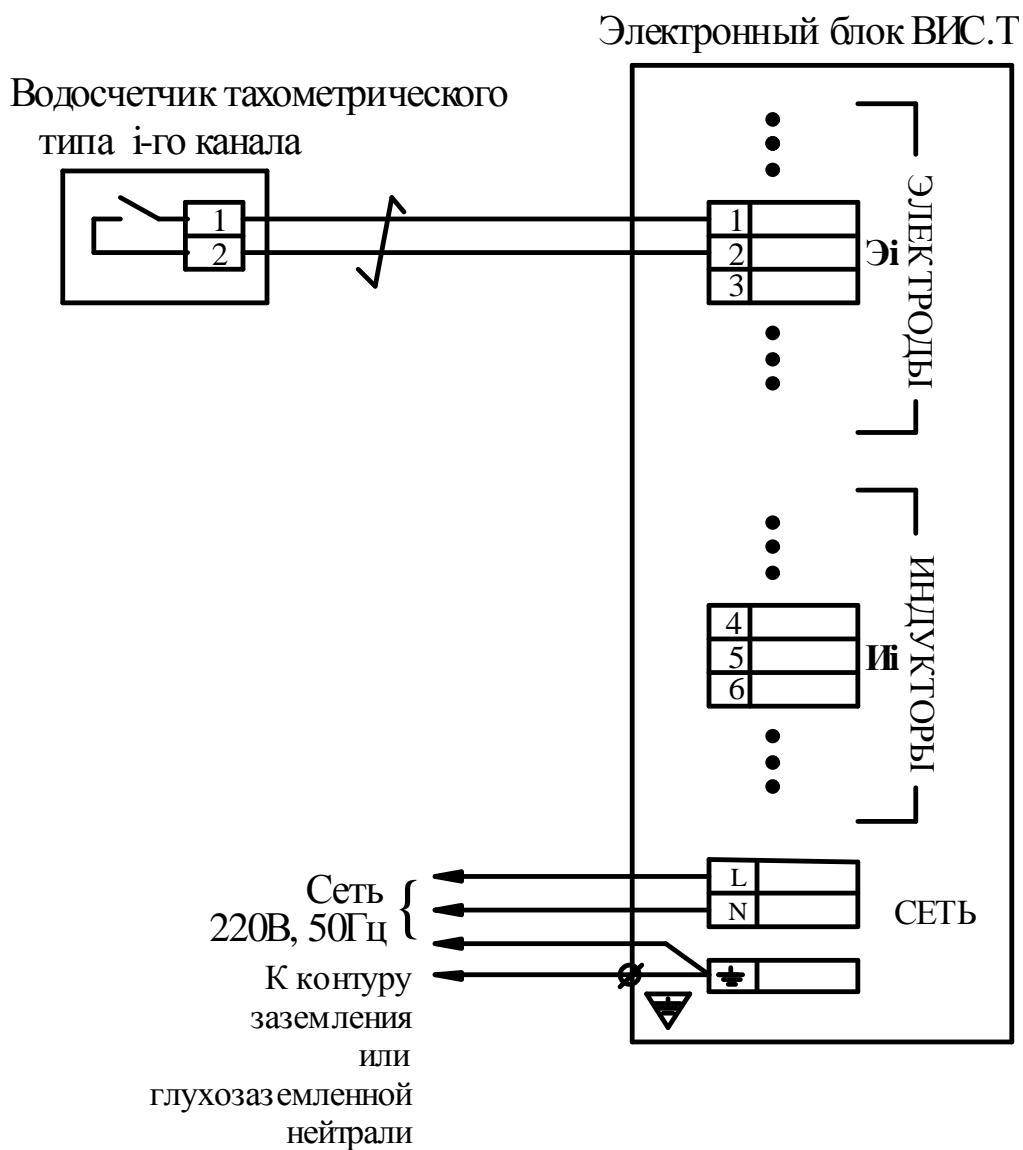 Электронный блок ВИС.Т
Водосчетчик тахометрического
типа i-го канала
1
2
1
2
3
Эi
ЭЛЕКТРОДЫ
4
5
6
Иi
ИНДУКТОРЫ
L
N
СЕТЬ
Сеть
220В, 50Гц
К контуру
заземления
или
глухозаземленной
нейтрали